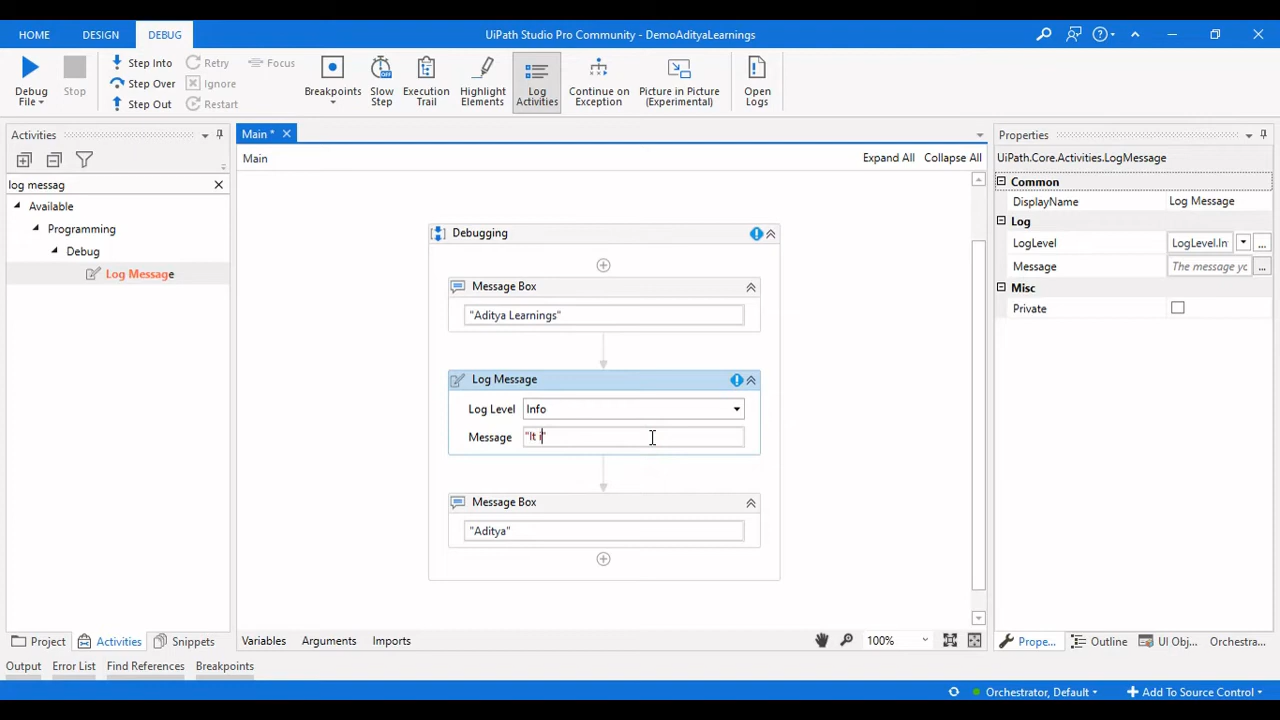 HOME DESIGN DEBUG UiPath Studio Pro Community - DemoAdityaLearnings
Debug File Stop Step Into Step Over Step Out Retry Ignore Restart Focus
Breakpoints Slow Step Execution Trail Highlight Elements Log Activities Continue on Exception Picture in Picture (Experimental) Open Logs
Activities
log messag
Available
Programming
Debug
Log Message
Main *
Main Expand All Collapse All
Debugging
Message Box
"Aditya Learnings"
Log Message
Log Level Info
Message "It i"
Message Box
"Aditya"
Properties
UiPath.Core.Activities.LogMessage
Common
DisplayName Log Message
Log
LogLevel LogLevel.In ...
Message The message yo ...
Misc
Private
Project Activities Snippets
Variables Arguments Imports 100%
Prope... Outline UI Obj... Orchestra...
Output Error List Find References Breakpoints
Orchestrator, Default Add To Source Control